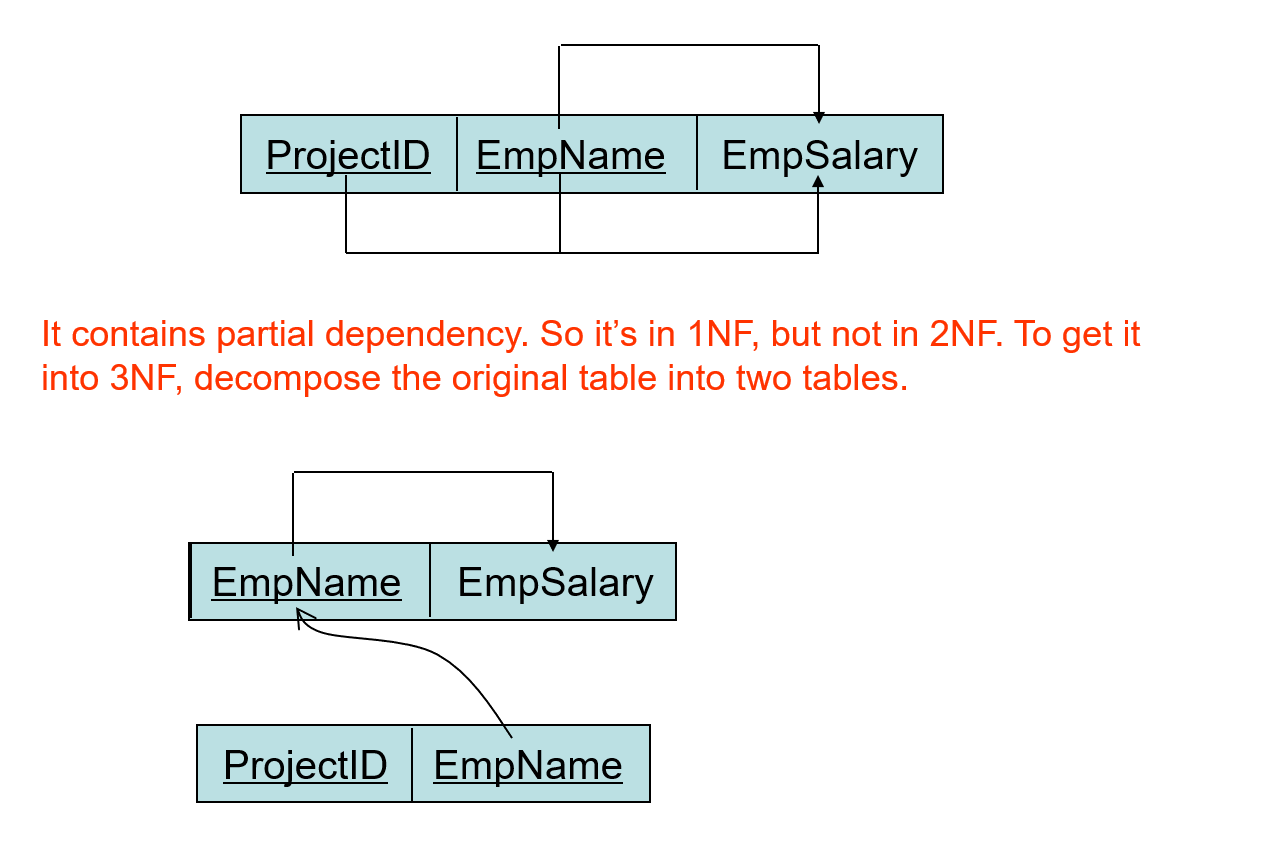 ProjectID EmpName EmpSalary
It contains partial dependency. So it’s in 1NF, but not in 2NF. To get it
into 3NF, decompose the original table into two tables.
EmpName EmpSalary
ProjectID EmpName